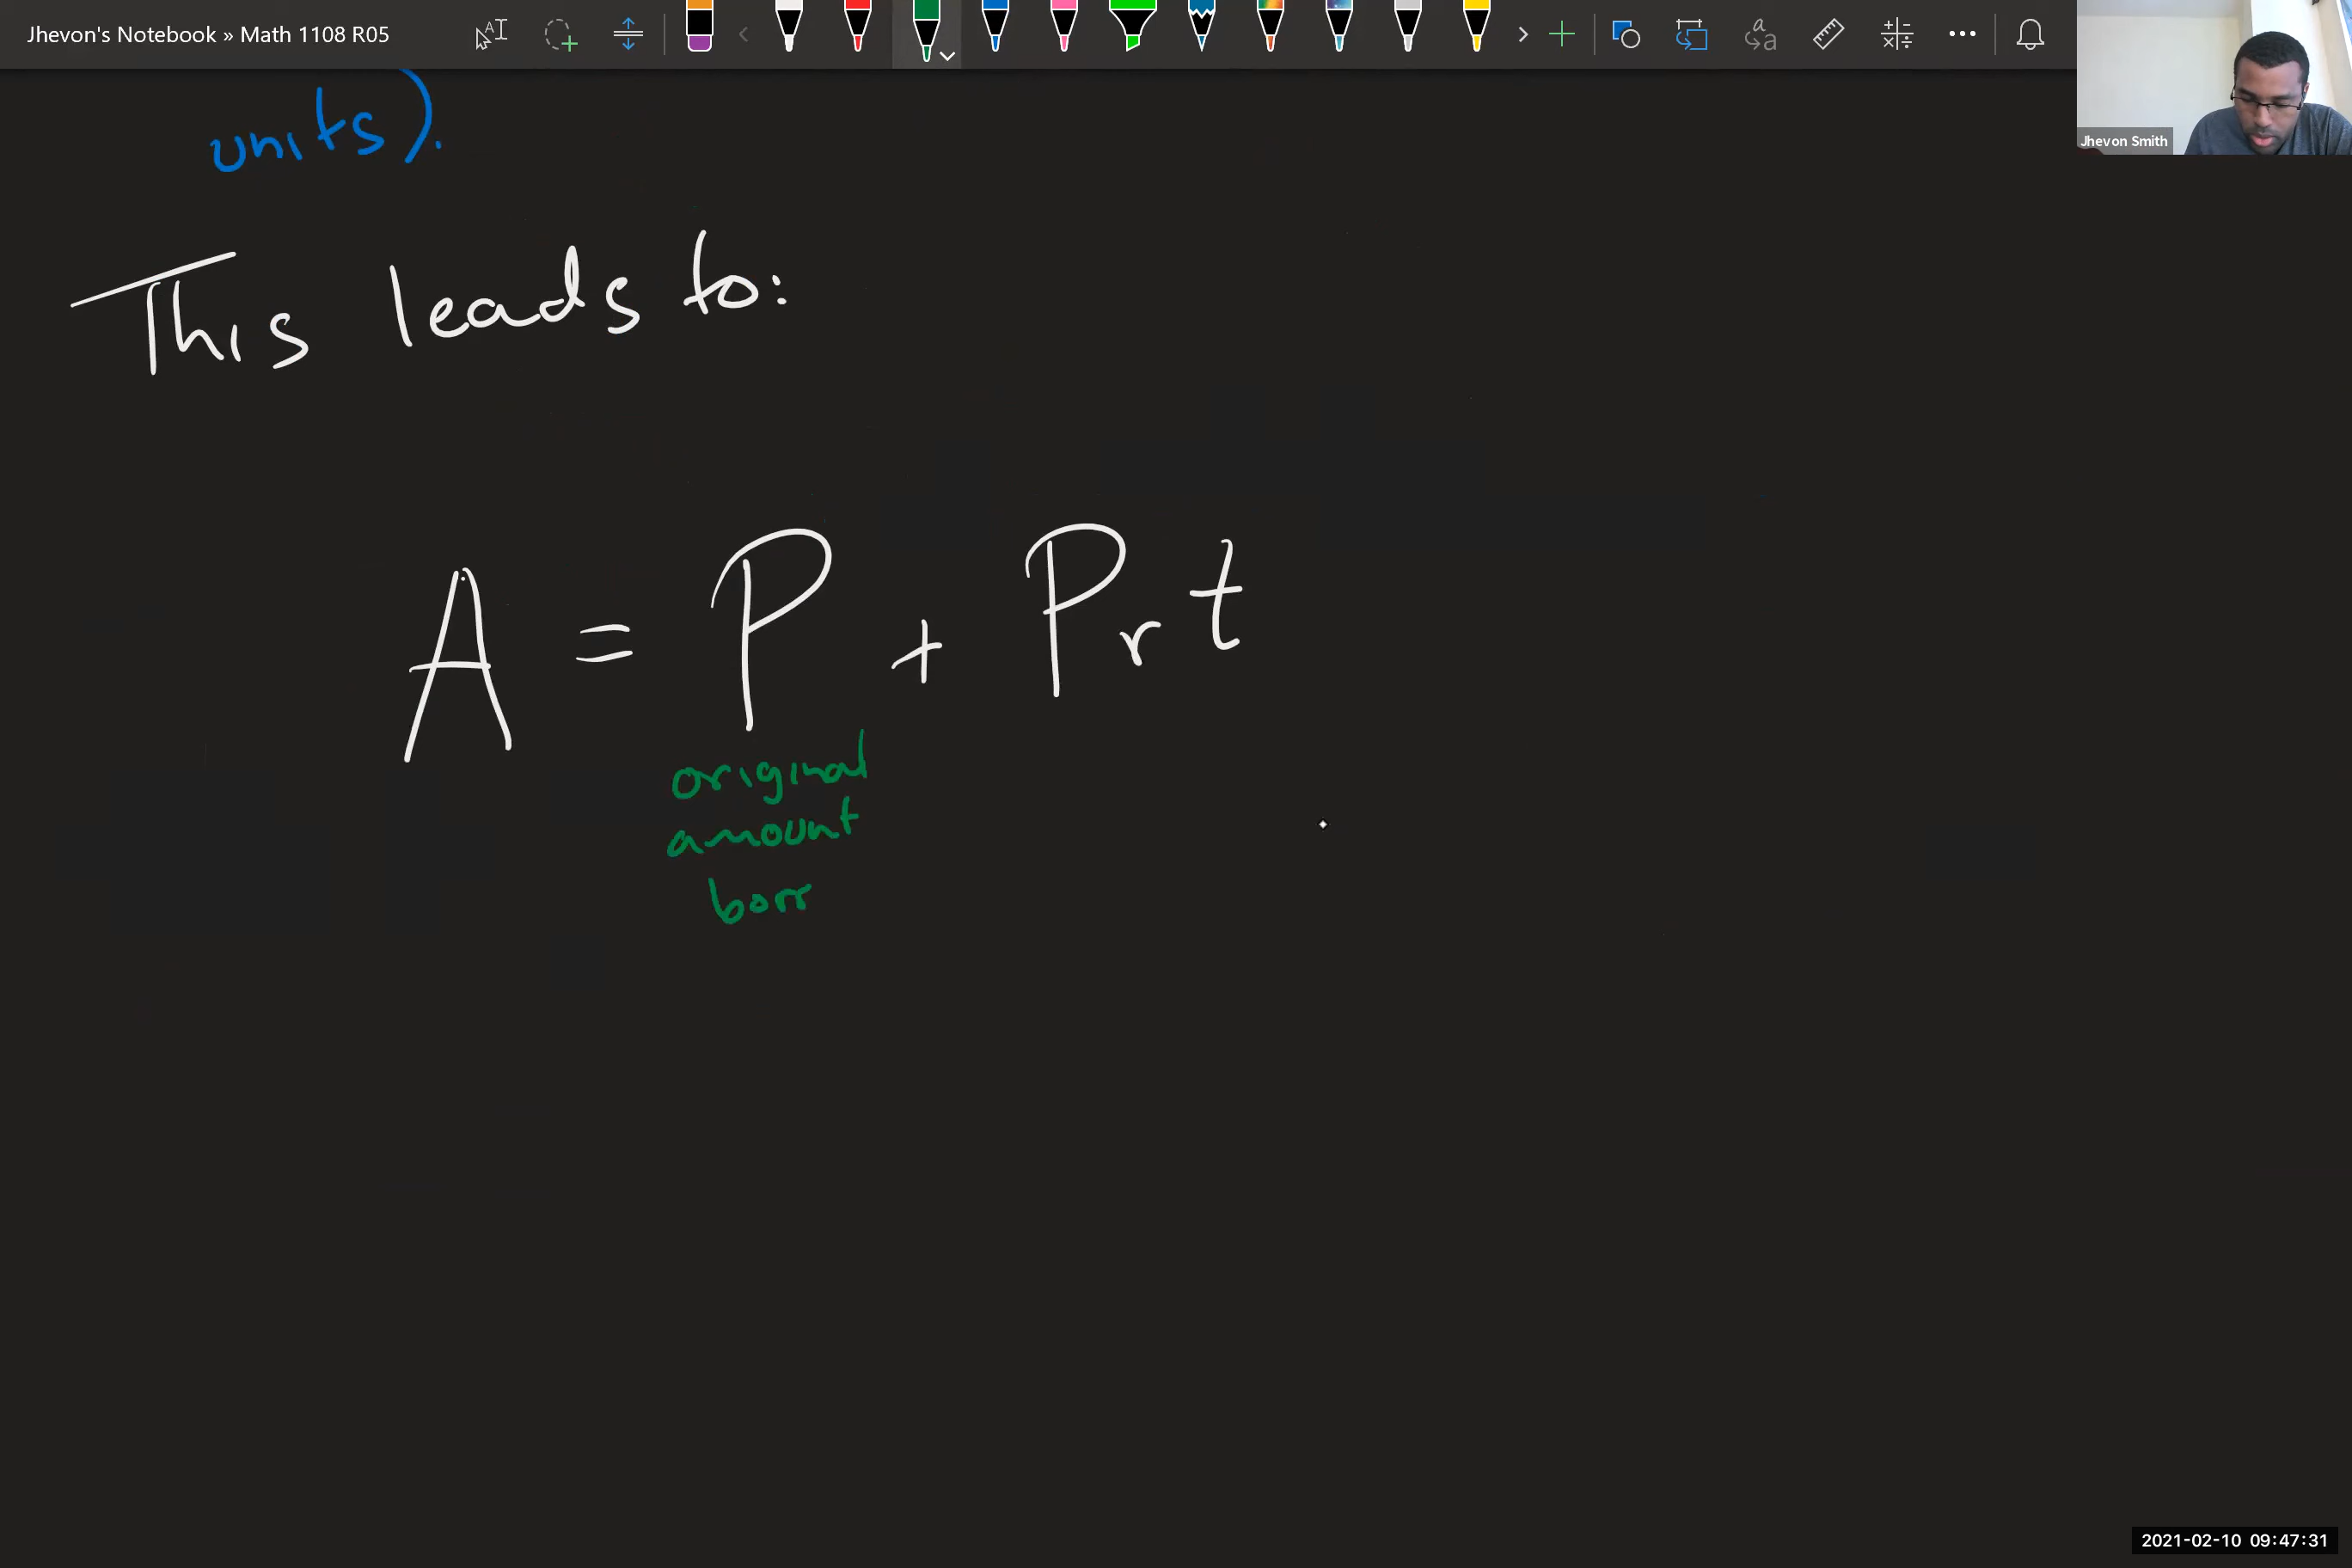 Jhevon's Notebook » Math 1108 R05
Jhevon Smith
units).
This leads to:
A = P + Prt
original
amount
borr
2021-02-10 09:47:31